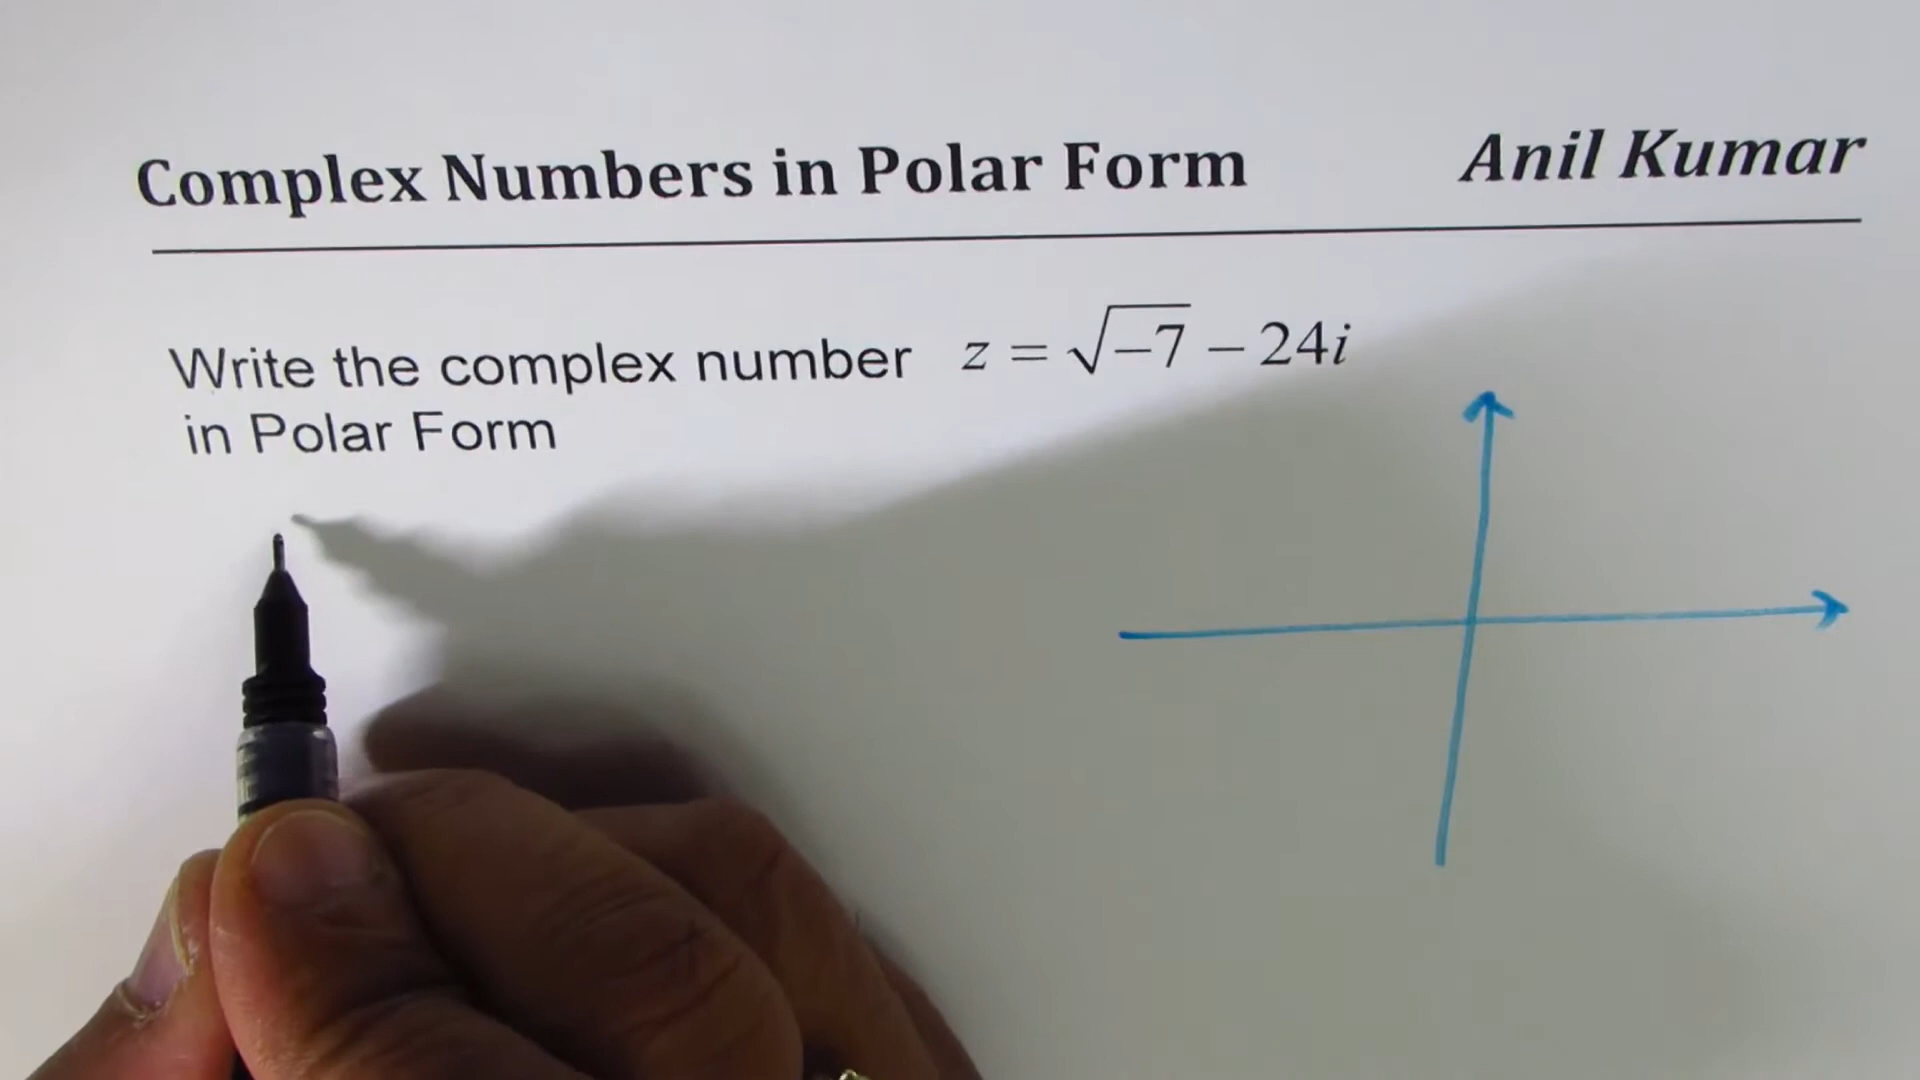 Complex Numbers in Polar Form Anil Kumar
Write the complex number z = √-7 - 24i
in Polar Form